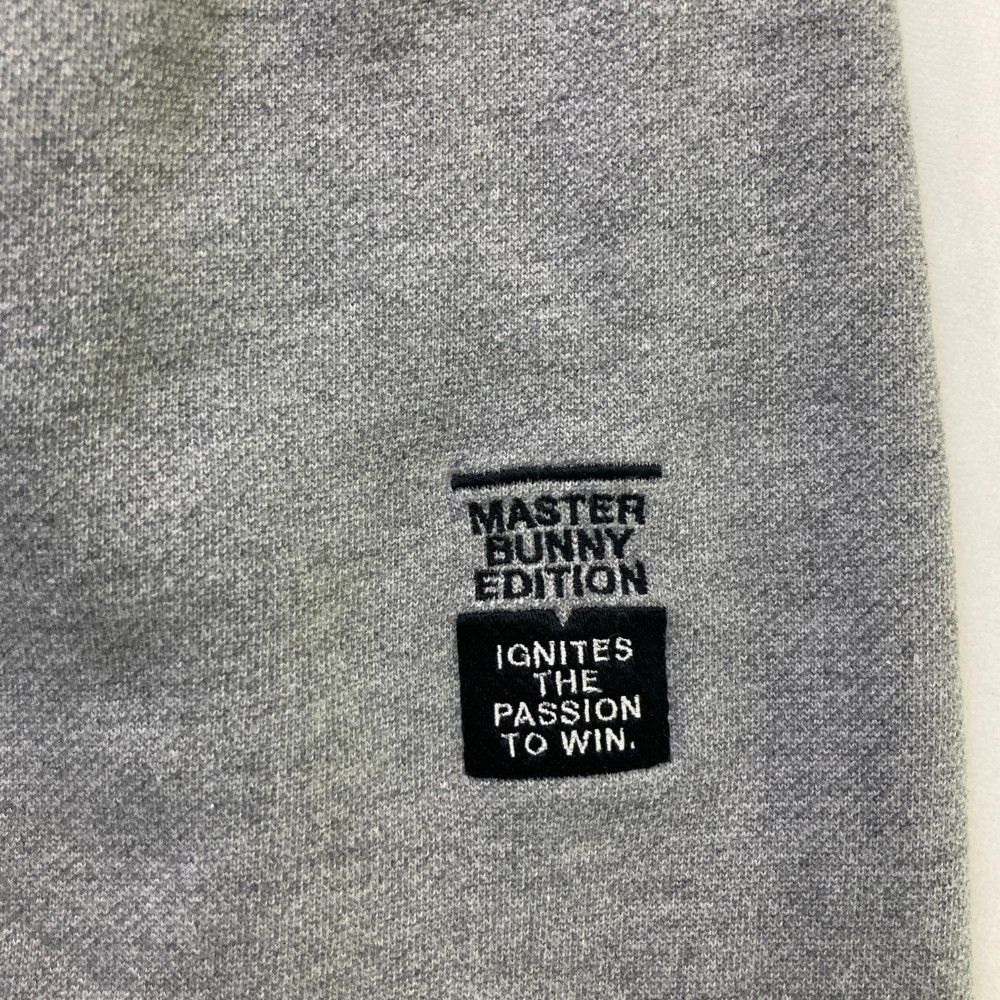 MASTER
BUNNY
EDITION
IGNITES
THE
PASSION
TO WIN.